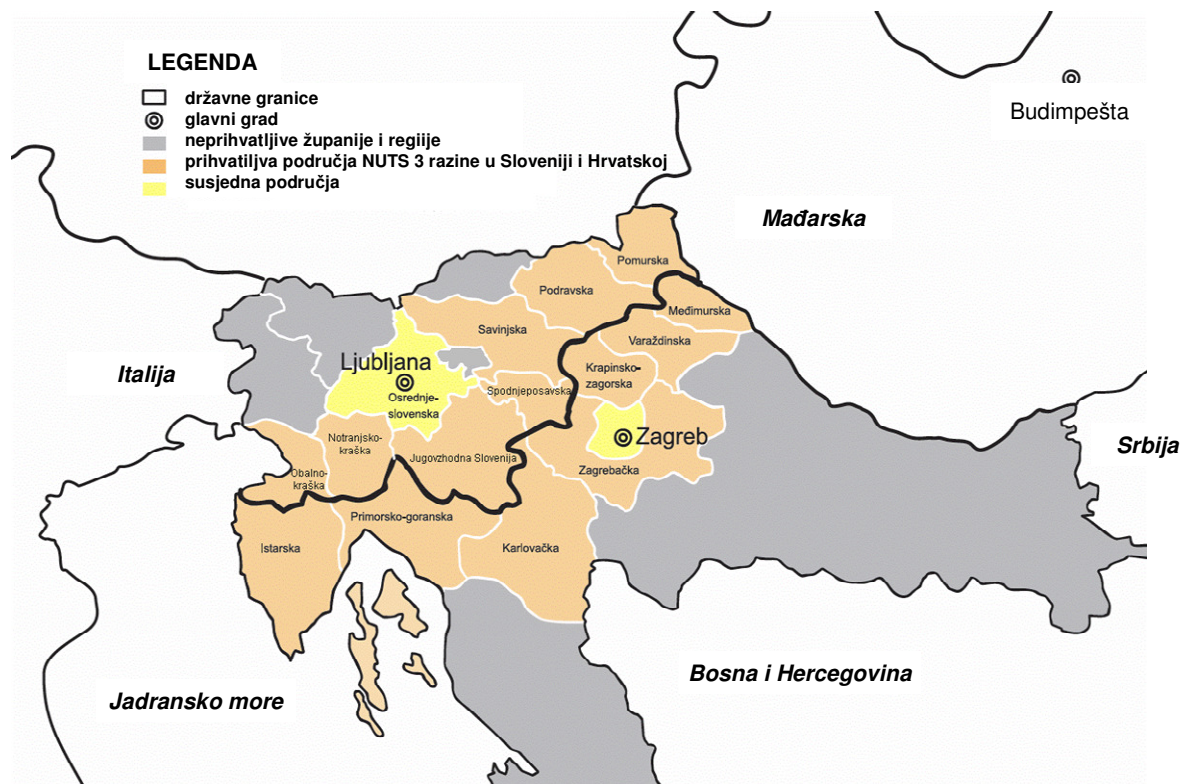 LEGENDA
državne granice
glavni grad
neprihvatljive županije i regiije
prihvatiljva područja NUTS 3 razine u Sloveniji i Hrvatskoj
susjedna područja
Budimpešta
Mađarska
Pomurska
Podravska
Međimurska
Savinjska
Varaždinska
Ljubljana
Italija
Krapinsko-
zagorska
Spodnjeposavska
Osrednje-
slovenska
Zagreb
Srbija
Notranjsko-
kraška
Jugovzhodna Slovenija
Zagrebačka
Obalno-
kraška
Primorsko-goranska
Istarska
Karlovačka
Bosna i Hercegovina
Jadransko more